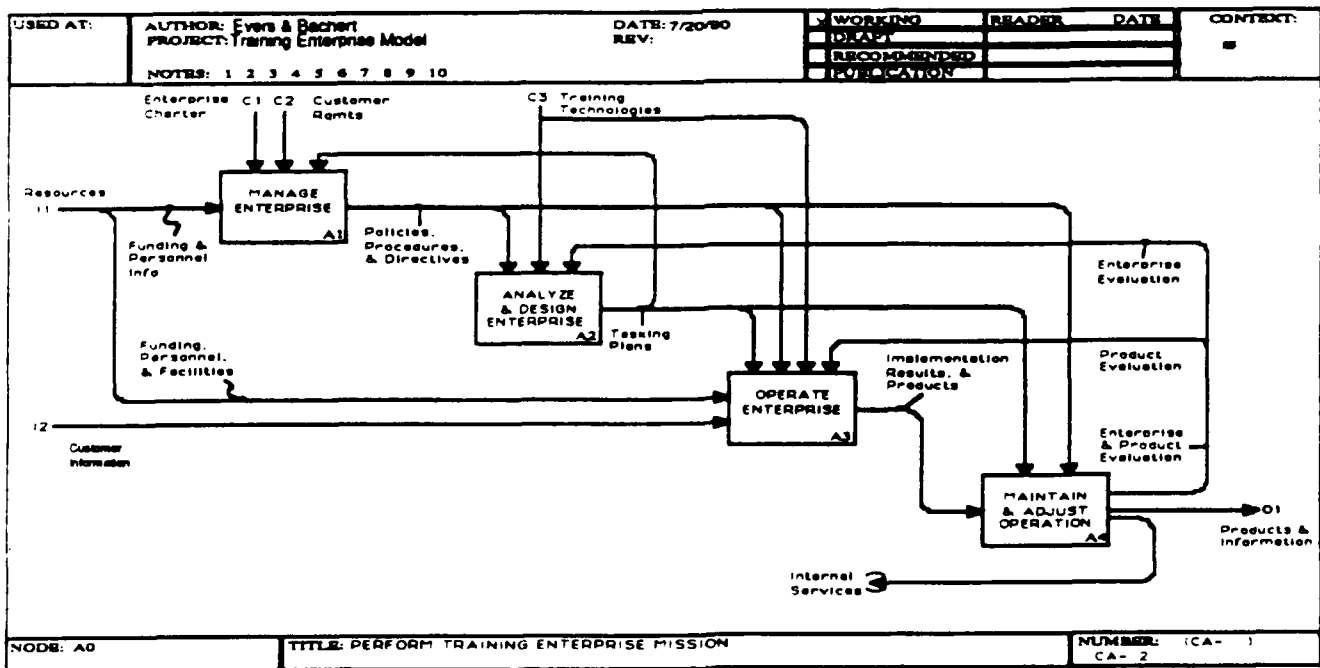 USED AT:
AUTHOR: Evers & Bachert
PROJECT: Training Enterprise Model
NOTES: 1 2 3 4 5 6 7 8 9 10
DATE: 7/20/90
REV:
WORKING
DRAFT
RECOMMENDED
PUBLICATION
READER DATE
CONTEXT:
Enterprise
Charter
C1 C2
Customer
Rqmts
C3 Training
Technologies
Resources
I1
MANAGE
ENTERPRISE
A1
Funding &
Personnel
Info
Policies,
Procedures,
& Directives
ANALYZE
& DESIGN
ENTERPRISE
A2
Tasking
Plans
Enterprise
Evaluation
Funding,
Personnel,
& Facilities
Implementation
Results, &
Products
Product
Evaluation
OPERATE
ENTERPRISE
A3
I2
Customer
Information
Enterprise
& Product
Evaluation
MAINTAIN
& ADJUST
OPERATION
A4
O1
Products &
Information
Internal
Services
NODE: A0
TITLE: PERFORM TRAINING ENTERPRISE MISSION
NUMBER: (CA- )
CA- 2